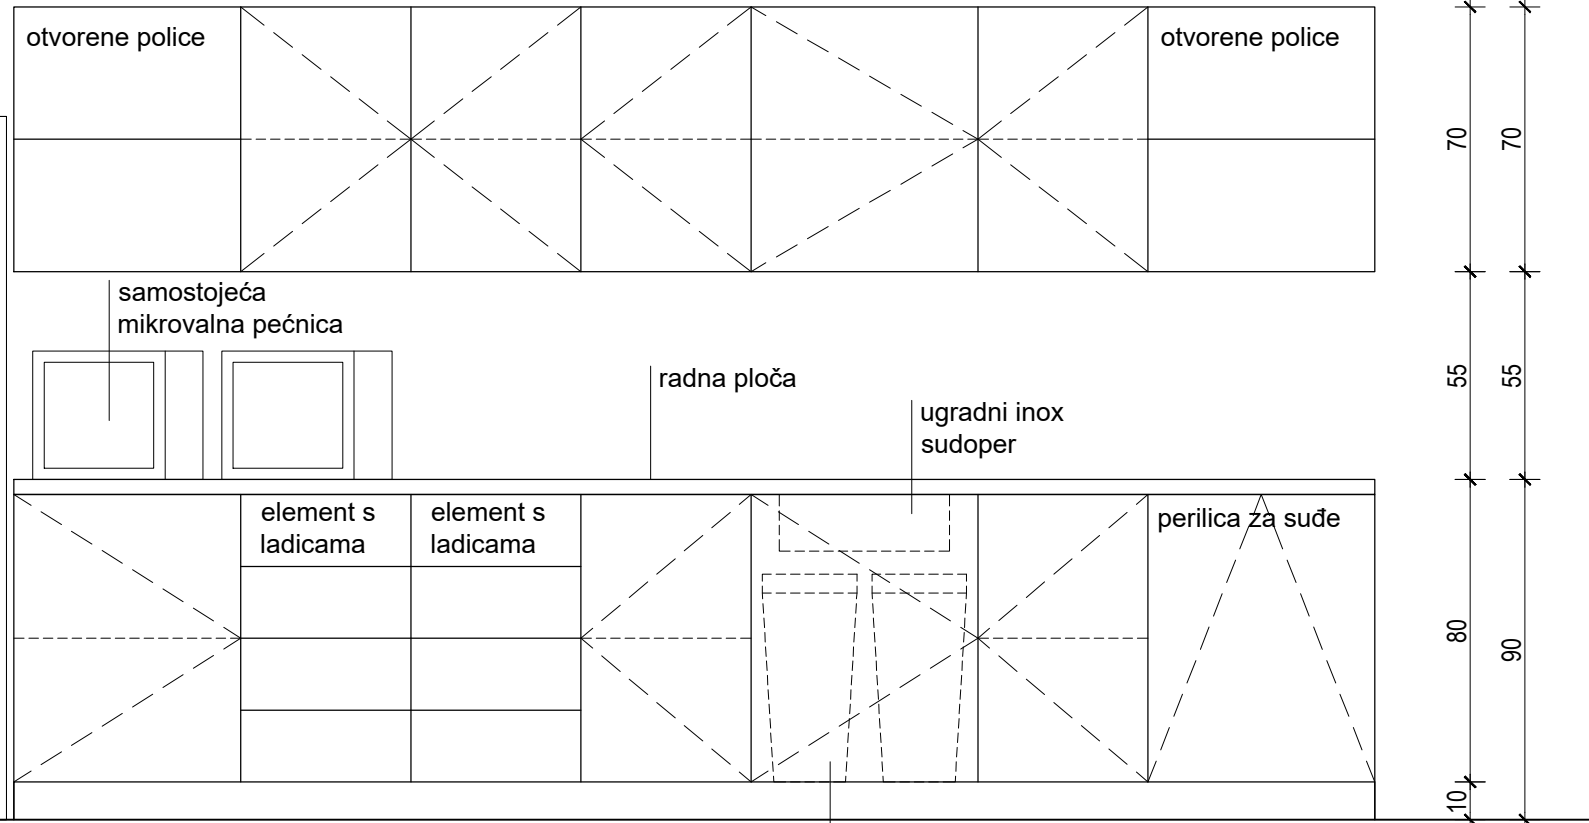 otvorene police
otvorene police
70
70
samostojeća
mikrovalna pećnica
radna ploča
55
55
ugradni inox
sudoper
element s
ladicama
element s
ladicama
perilica za suđe
80
90
10